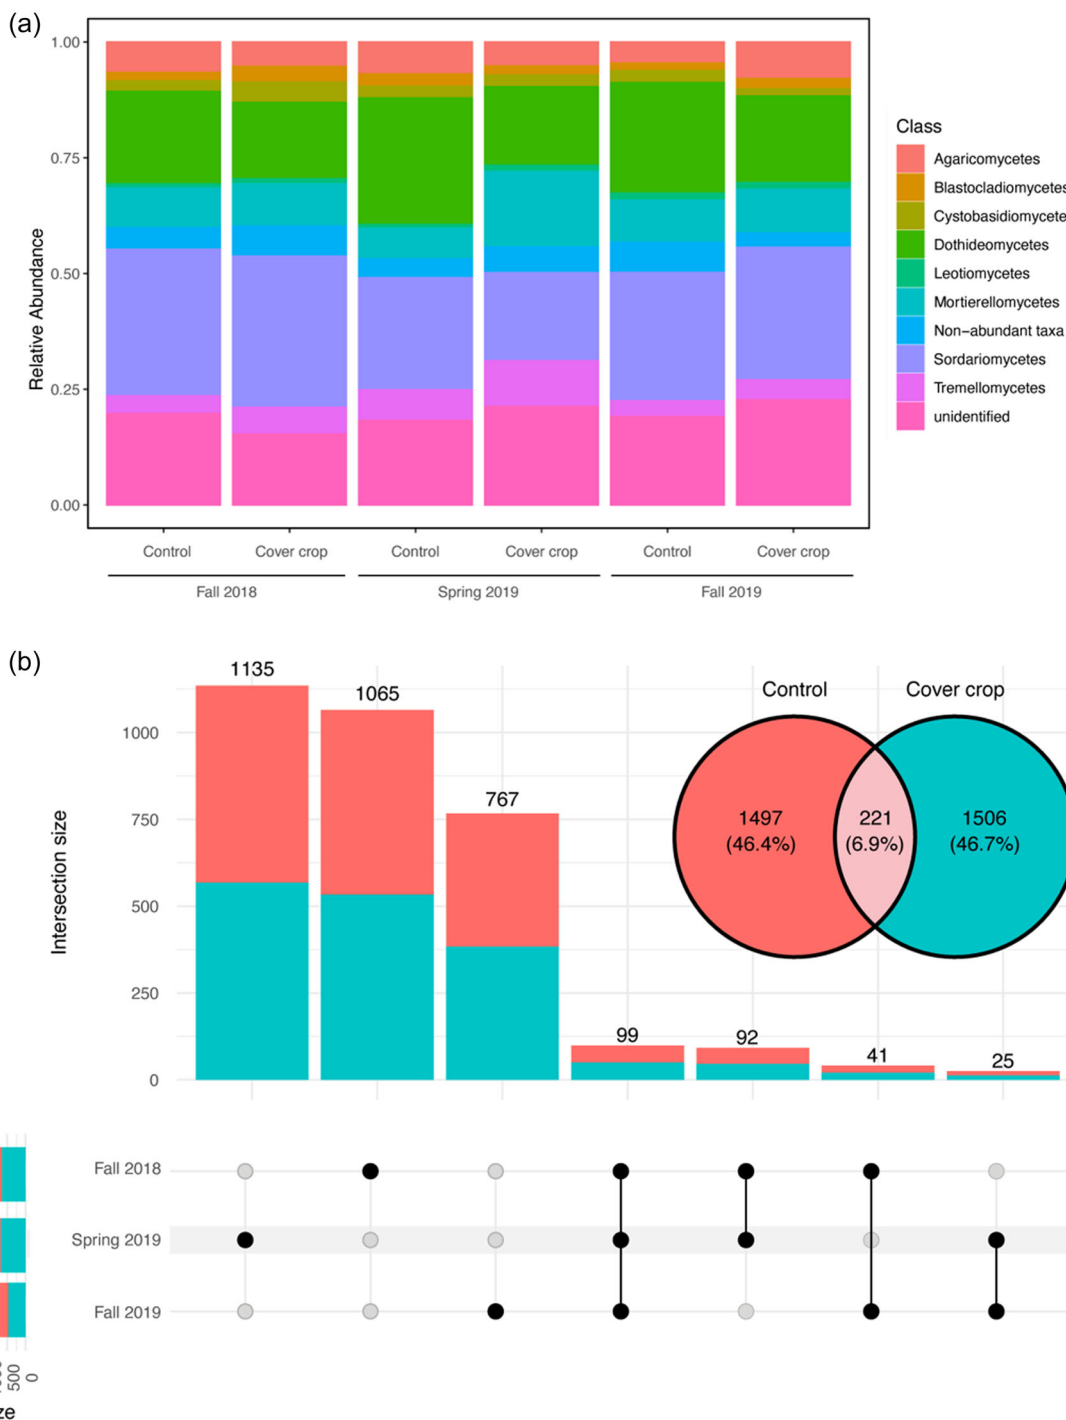 (a)
1.00
0.75
0.50
0.25
0.00
Relative Abundance
Control
Cover crop
Control
Cover crop
Control
Cover crop
Fall 2018
Spring 2019
Fall 2019
Class
Agaricomycetes
Blastocladiomycetes
Cystobasidiomycete
Dothideomycetes
Leotiomycetes
Mortierellomycetes
Non-abundant taxa
Sordariomycetes
Tremellomycetes
unidentified
(b)
1135
1065
767
99
92
41
25
1000
750
500
250
0
Intersection size
Control
Cover crop
1497
(46.4%)
221
(6.9%)
1506
(46.7%)
Fall 2018
Spring 2019
Fall 2019
500
0
ze